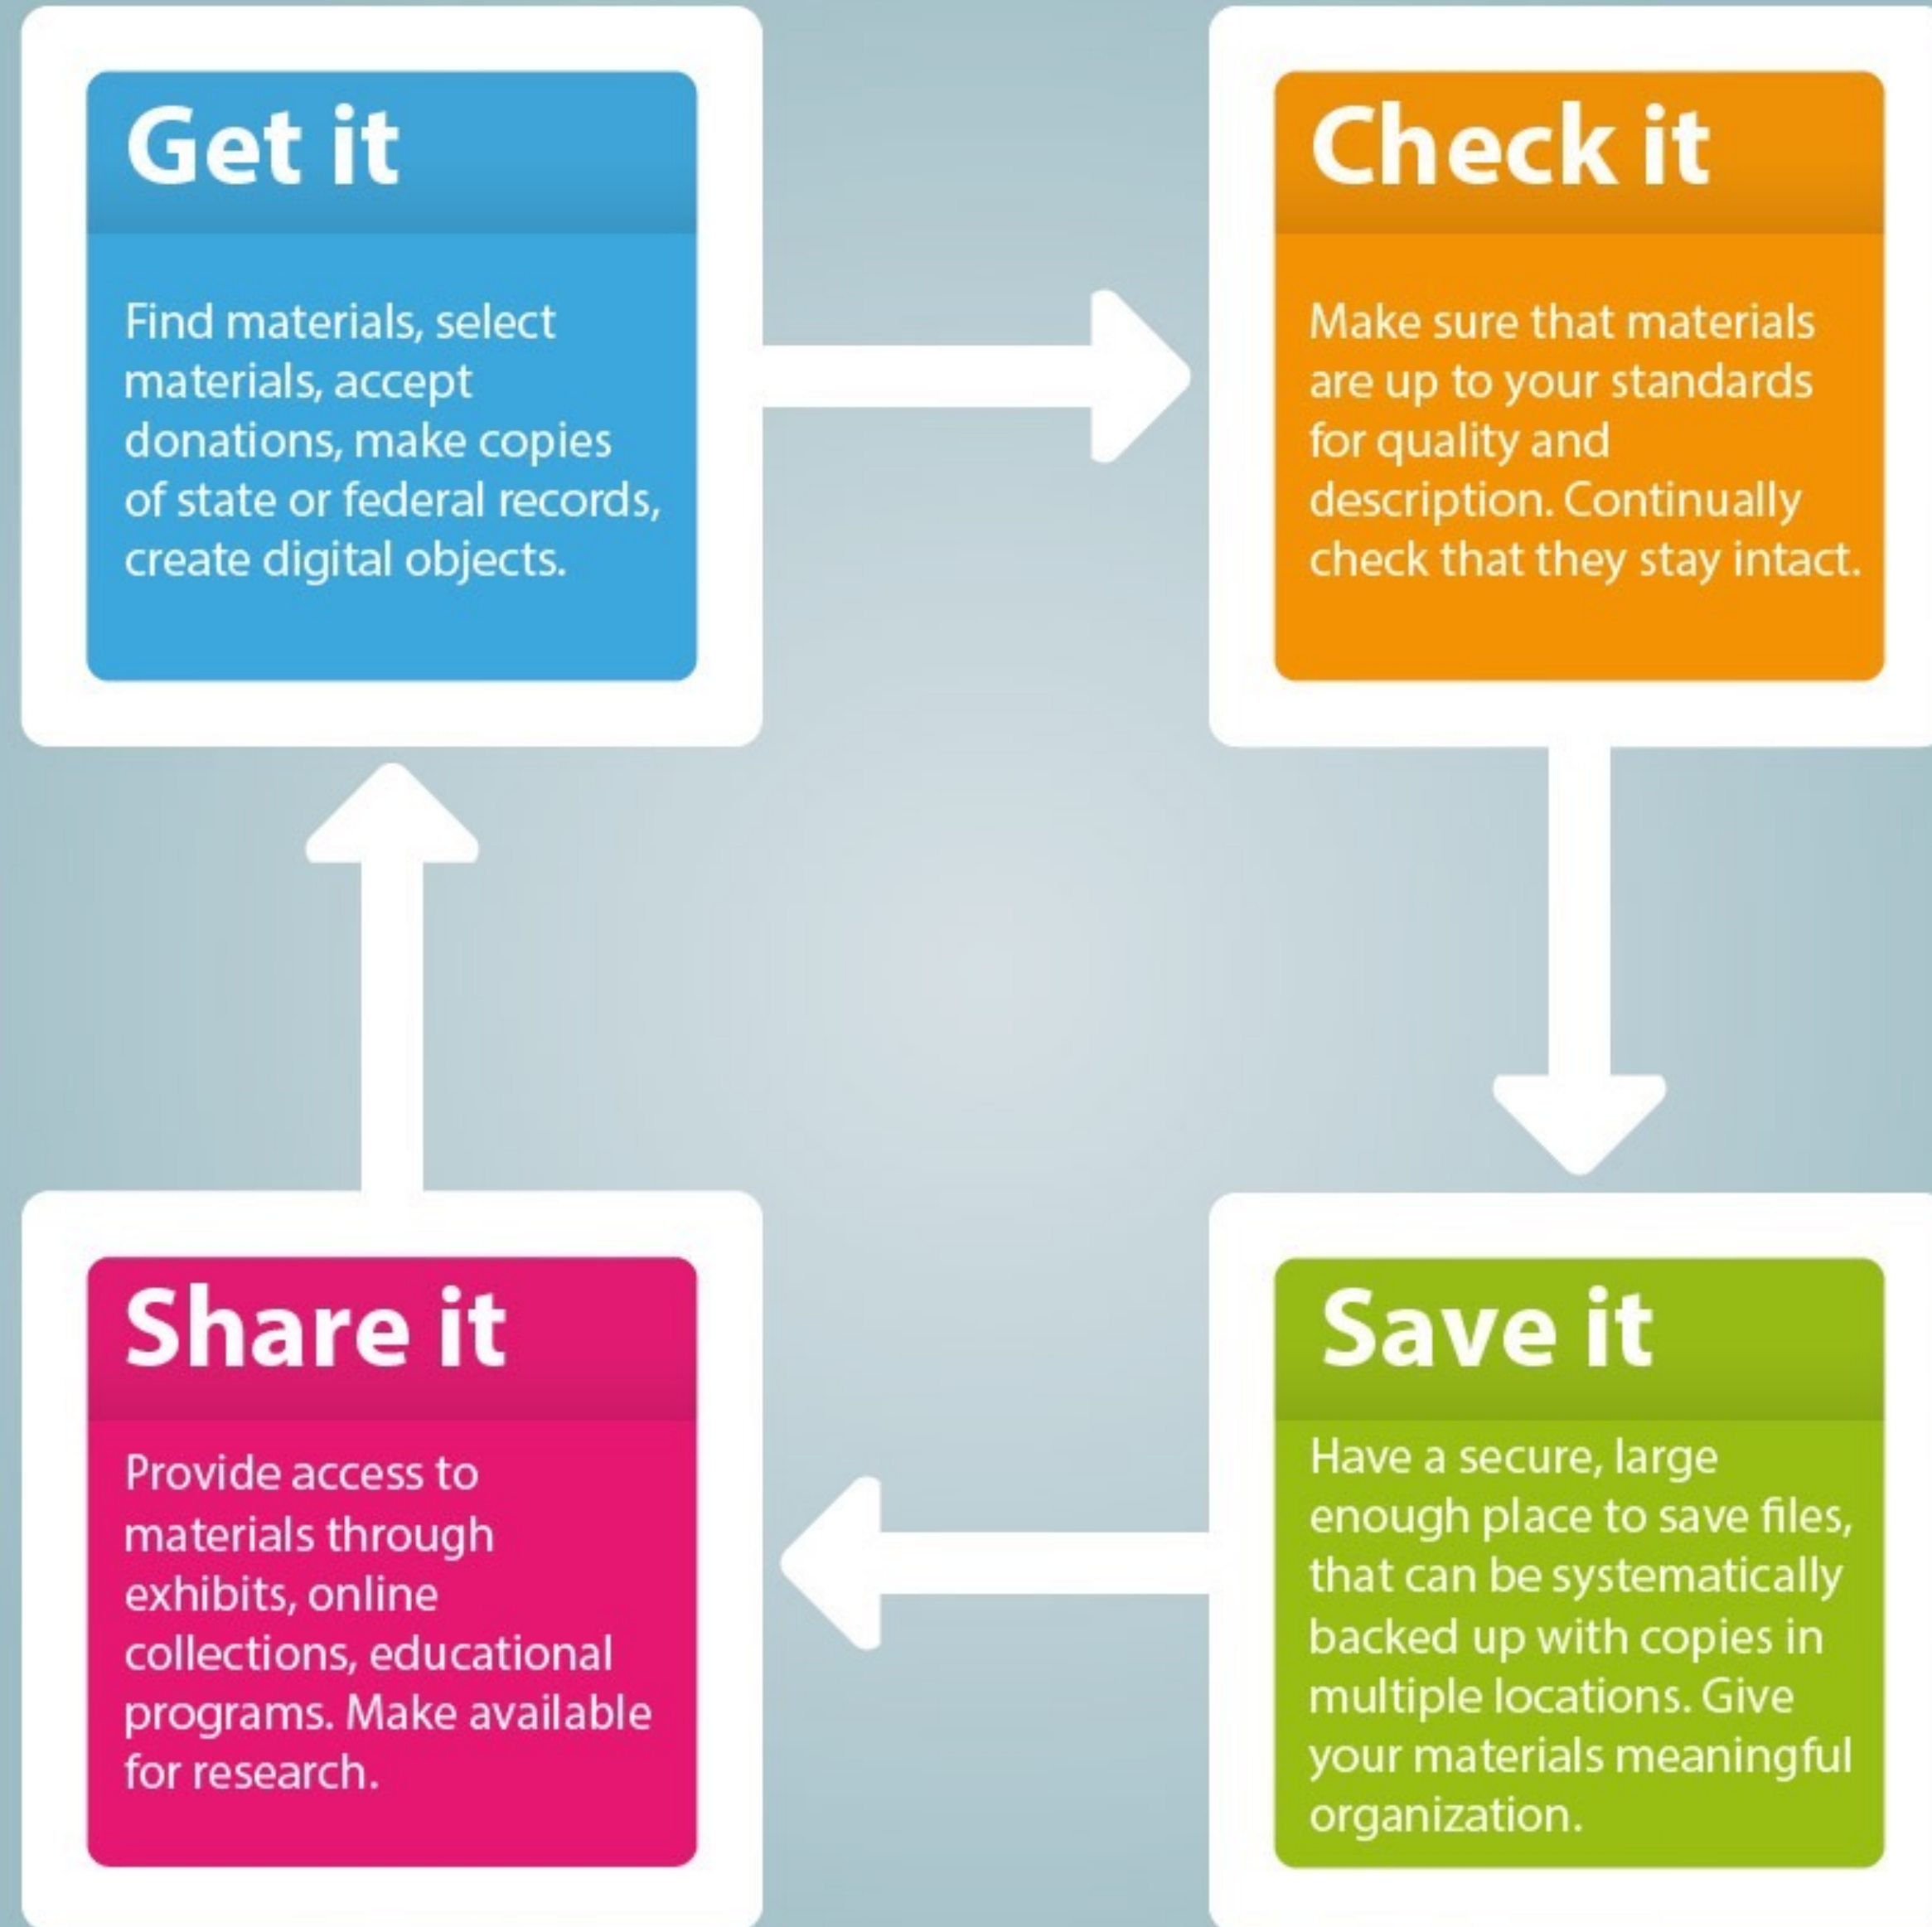 Get it
Find materials, select
materials, accept
donations, make copies
of state or federal records,
create digital objects.
Check it
Make sure that materials
are up to your standards
for quality and
description. Continually
check that they stay intact.
Save it
Have a secure, large
enough place to save files,
that can be systematically
backed up with copies in
multiple locations. Give
your materials meaningful
organization.
Share it
Provide access to
materials through
exhibits, online
collections, educational
programs. Make available
for research.